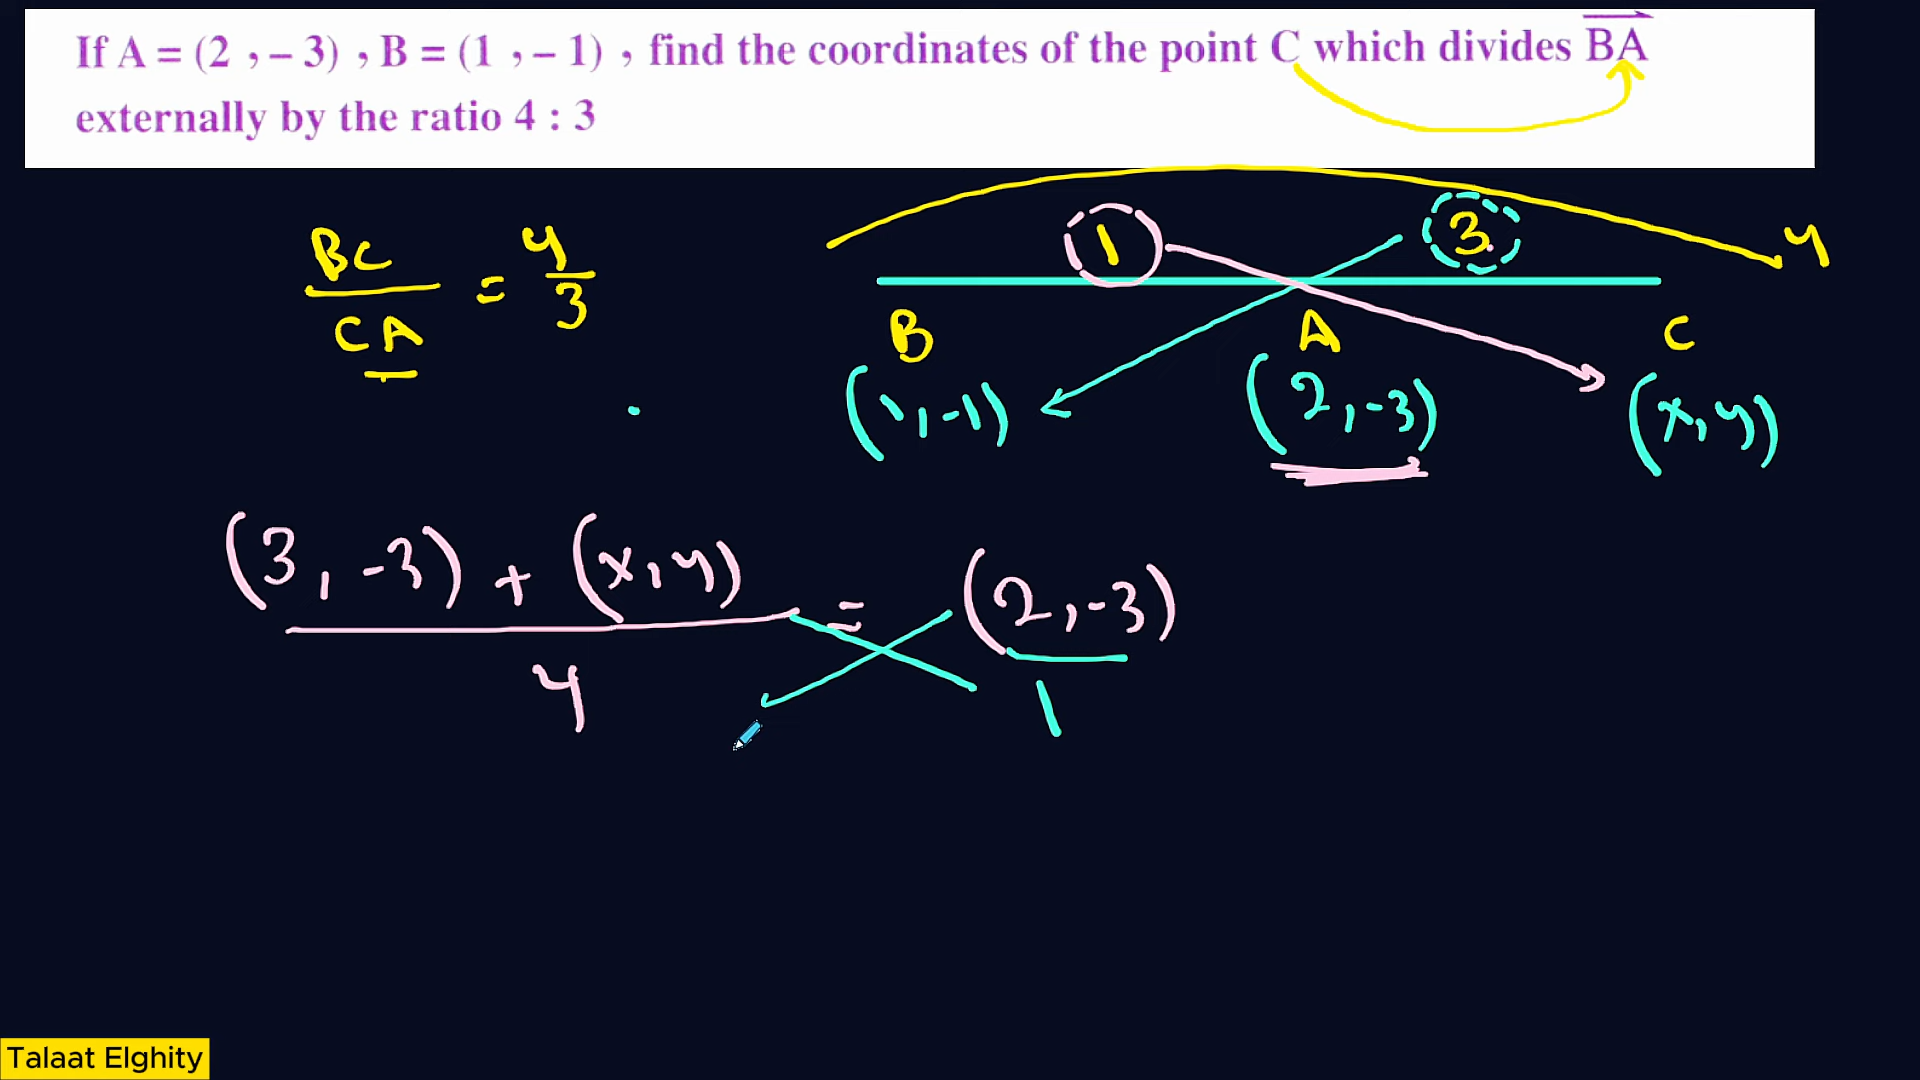 If A = (2 , – 3) , B = (1 , – 1) , find the coordinates of the point C which divides BA
externally by the ratio 4 : 3
BC
CA
= 4
3
1
3
4
B
A
C
(1, -1)
(2, -3)
(x, y)
(3, -3) + (x, y)
4
= (2, -3)
1
Talaat Elghity